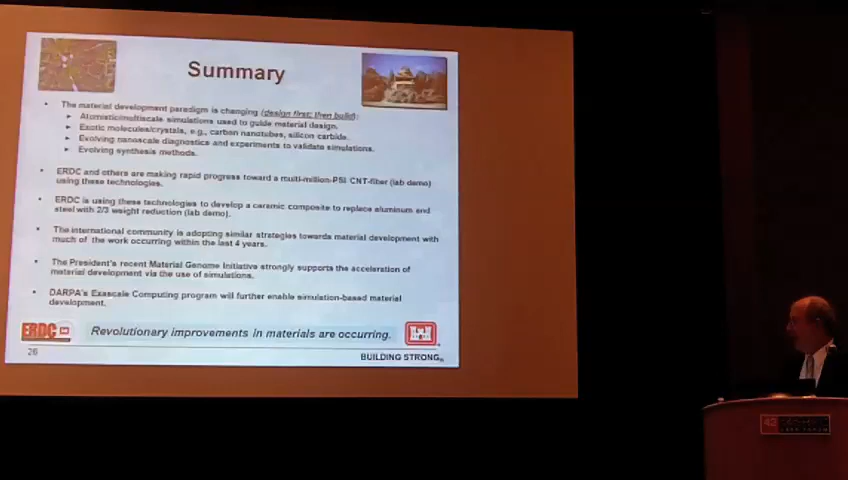 Summary
• The material development paradigm is changing (design first; then build):
► Atomistic/multiscale simulations used to guide material design.
► Exotic molecules/crystals, e.g., carbon nanotubes, silicon carbide.
► Evolving nanoscale diagnostics and experiments to validate simulations.
► Evolving synthesis methods.
• ERDC and others are making rapid progress toward a multi-million-PSI CNT-fiber (lab demo)
using these technologies.
• ERDC is using these technologies to develop a ceramic composite to replace aluminum and
steel with 2/3 weight reduction (lab demo).
• The international community is adopting similar strategies towards material development with
much of the work occurring within the last 4 years.
• The President's recent Material Genome Initiative strongly supports the acceleration of
material development via the use of simulations.
• DARPA's Exascale Computing program will further enable simulation-based material
development.
ERDC
Revolutionary improvements in materials are occurring.
26
BUILDING STRONG®
42